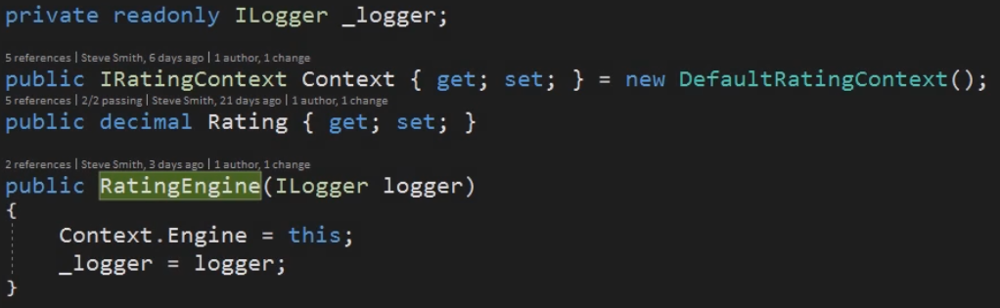 private readonly ILogger _logger;
5 references | Steve Smith, 6 days ago | 1 author, 1 change
public IRatingContext Context { get; set; } = new DefaultRatingContext();
5 references | 2/2 passing | Steve Smith, 21 days ago | 1 author, 1 change
public decimal Rating { get; set; }
2 references | Steve Smith, 3 days ago | 1 author, 1 change
public RatingEngine(ILogger logger)
{
Context.Engine = this;
_logger = logger;
}